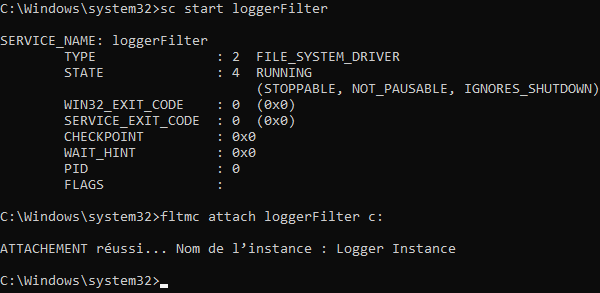 C:\Windows\system32>sc start loggerFilter
SERVICE_NAME: loggerFilter
TYPE : 2 FILE_SYSTEM_DRIVER
STATE : 4 RUNNING
(STOPPABLE, NOT_PAUSABLE, IGNORES_SHUTDOWN)
WIN32_EXIT_CODE : 0 (0x0)
SERVICE_EXIT_CODE : 0 (0x0)
CHECKPOINT : 0x0
WAIT_HINT : 0x0
PID : 0
FLAGS :
C:\Windows\system32>fltmc attach loggerFilter c:
ATTACHEMENT réussi... Nom de l’instance : Logger Instance
C:\Windows\system32>